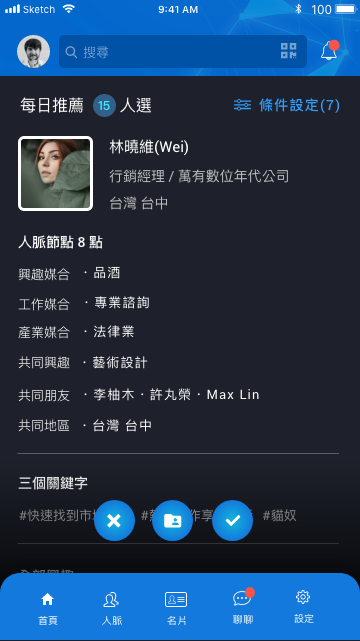 Sketch 9:41 AM 100
搜尋
每日推薦 15 人選 條件設定(7)
林曉維(Wei)
行銷經理 / 萬有數位年代公司
台灣 台中
人脈節點 8 點
興趣媒合 · 品酒
工作媒合 · 專業諮詢
產業媒合 · 法律業
共同興趣 · 藝術設計
共同朋友 · 李柚木 · 許丸榮 · Max Lin
共同地區 · 台灣 台中
三個關鍵字
#快速找到市 作享 #貓奴
首頁 人脈 名片 聊聊 設定